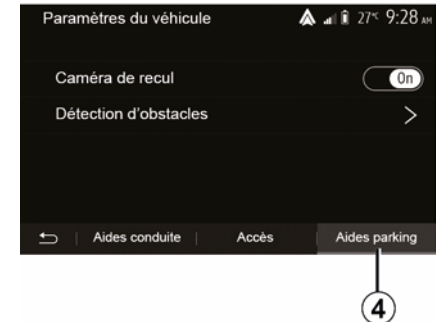 Paramètres du véhicule 27°C 9:28 AM
Caméra de recul On
Détection d'obstacles
Aides conduite Accès Aides parking
4